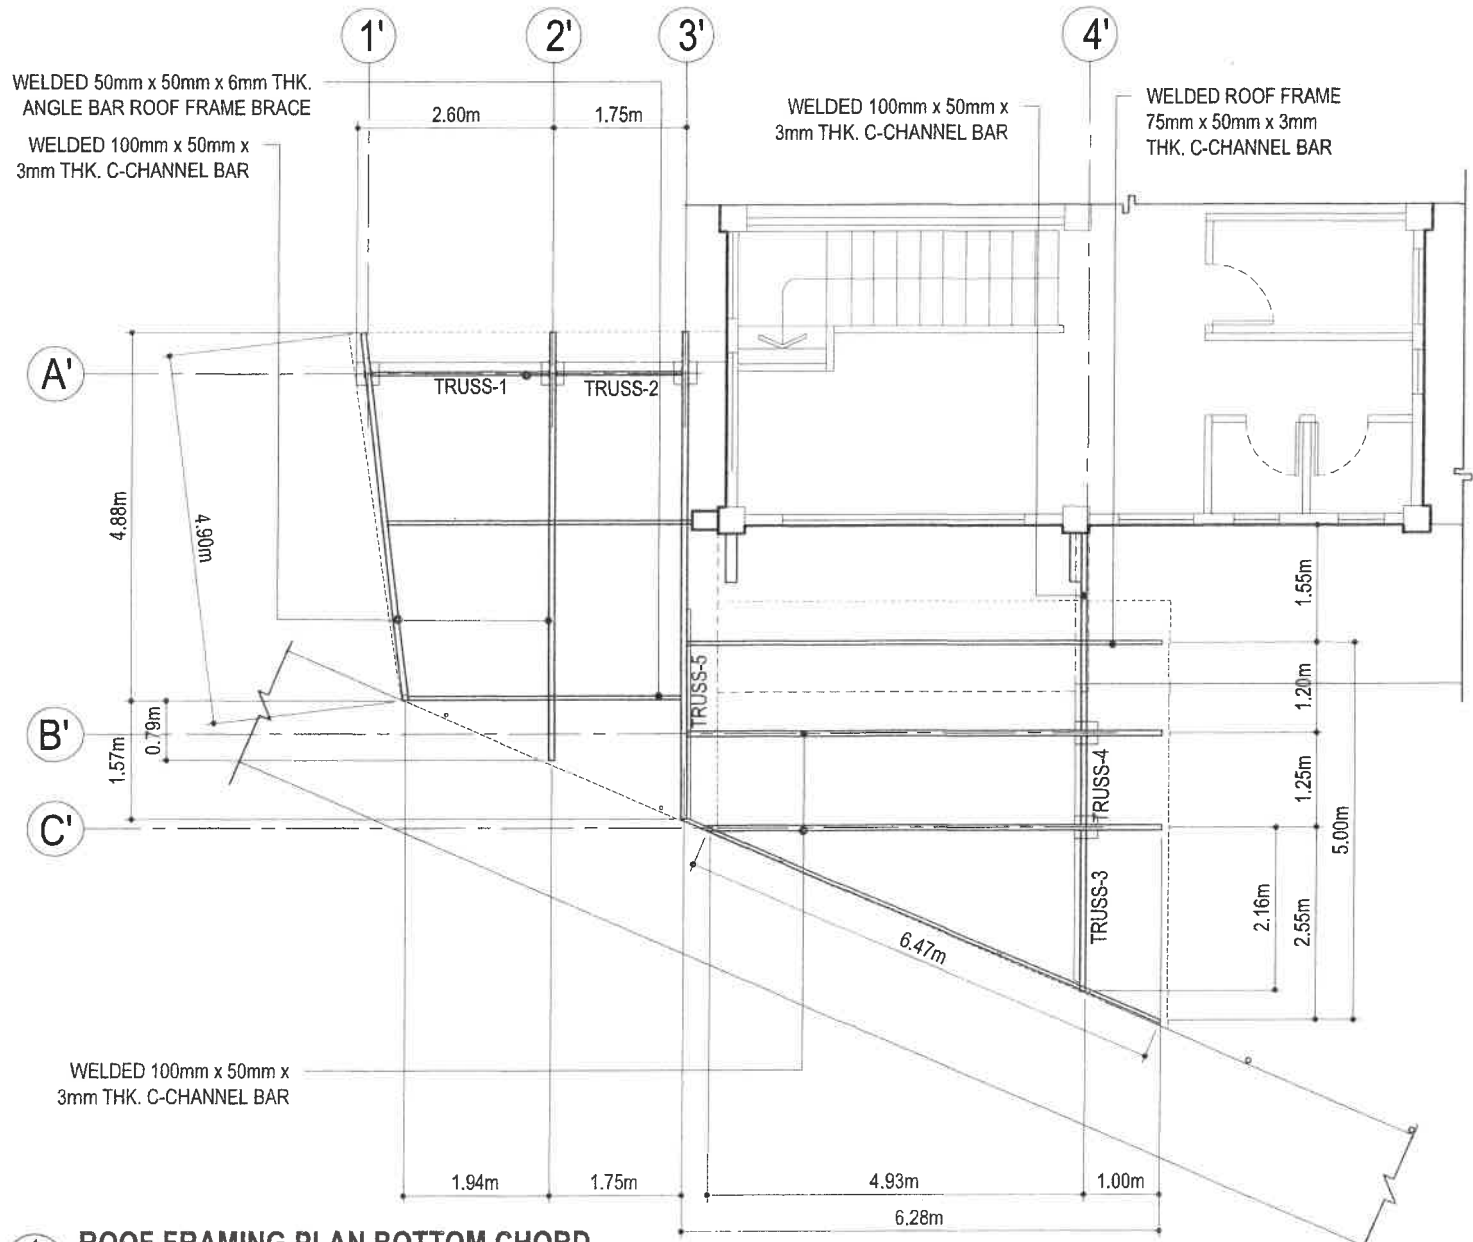 1'
2'
3'
4'
WELDED 50mm x 50mm x 6mm THK.
ANGLE BAR ROOF FRAME BRACE
WELDED 100mm x 50mm x
3mm THK. C-CHANNEL BAR
2.60m
1.75m
WELDED 100mm x 50mm x
3mm THK. C-CHANNEL BAR
WELDED ROOF FRAME
75mm x 50mm x 3mm
THK. C-CHANNEL BAR
A'
TRUSS-1
TRUSS-2
4.88m
4.90m
1.55m
TRUSS-5
1.20m
B'
0.79m
1.57m
TRUSS-4
1.25m
5.00m
C'
TRUSS-3
2.16m
2.55m
6.47m
WELDED 100mm x 50mm x
3mm THK. C-CHANNEL BAR
1.94m
1.75m
4.93m
1.00m
6.28m
ROOF FRAMING PLAN BOTTOM CHORD